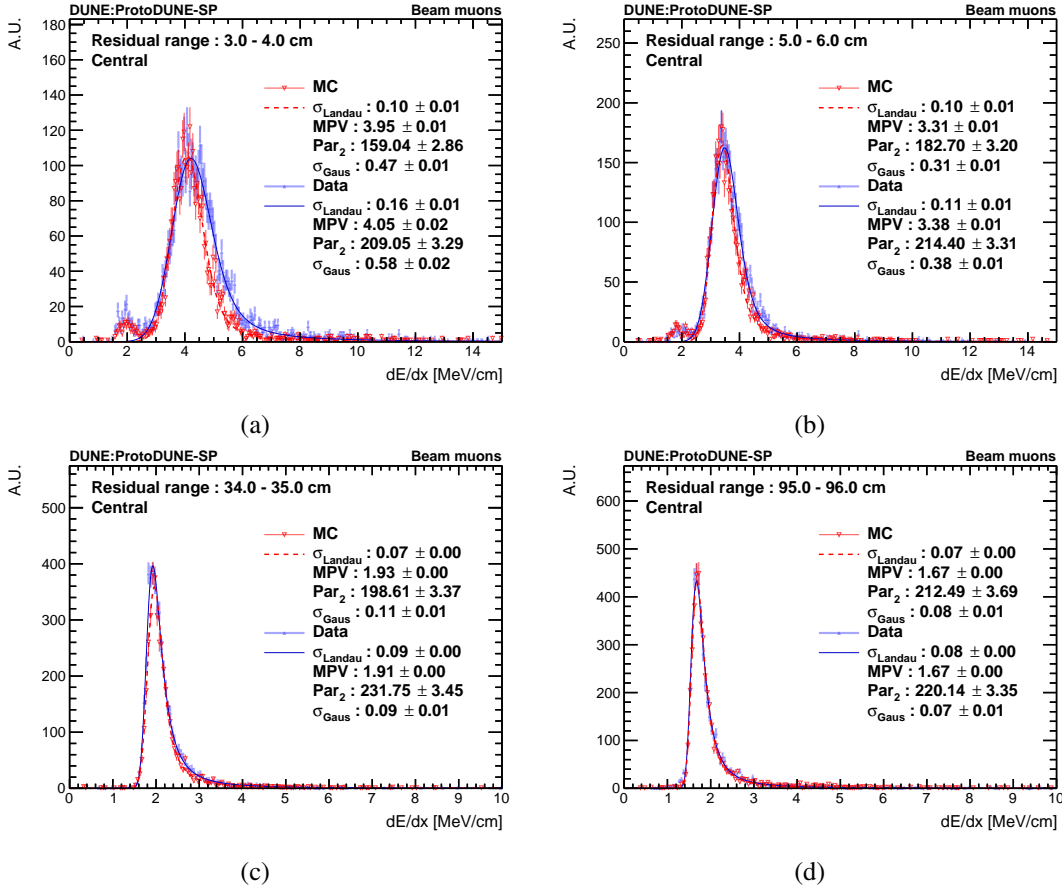 DUNE:ProtoDUNE-SP Beam muons
A.U.
Residual range : 3.0 - 4.0 cm
Central
MC
σLandau : 0.10 ± 0.01
MPV : 3.95 ± 0.01
Par2 : 159.04 ± 2.86
σGaus : 0.47 ± 0.01
Data
σLandau : 0.16 ± 0.01
MPV : 4.05 ± 0.02
Par2 : 209.05 ± 3.29
σGaus : 0.58 ± 0.02
180
160
140
120
100
80
60
40
20
0
0 2 4 6 8 10 12 14
dE/dx [MeV/cm]
(a)
DUNE:ProtoDUNE-SP Beam muons
A.U.
Residual range : 5.0 - 6.0 cm
Central
MC
σLandau : 0.10 ± 0.01
MPV : 3.31 ± 0.01
Par2 : 182.70 ± 3.20
σGaus : 0.31 ± 0.01
Data
σLandau : 0.11 ± 0.01
MPV : 3.38 ± 0.01
Par2 : 214.40 ± 3.31
σGaus : 0.38 ± 0.01
250
200
150
100
50
0
0 2 4 6 8 10 12 14
dE/dx [MeV/cm]
(b)
DUNE:ProtoDUNE-SP Beam muons
A.U.
Residual range : 34.0 - 35.0 cm
Central
MC
σLandau : 0.07 ± 0.00
MPV : 1.93 ± 0.00
Par2 : 198.61 ± 3.37
σGaus : 0.11 ± 0.01
Data
σLandau : 0.09 ± 0.00
MPV : 1.91 ± 0.00
Par2 : 231.75 ± 3.45
σGaus : 0.09 ± 0.01
500
400
300
200
100
0
0 1 2 3 4 5 6 7 8 9 10
dE/dx [MeV/cm]
(c)
DUNE:ProtoDUNE-SP Beam muons
A.U.
Residual range : 95.0 - 96.0 cm
Central
MC
σLandau : 0.07 ± 0.00
MPV : 1.67 ± 0.00
Par2 : 212.49 ± 3.69
σGaus : 0.08 ± 0.01
Data
σLandau : 0.08 ± 0.00
MPV : 1.67 ± 0.00
Par2 : 220.14 ± 3.35
σGaus : 0.07 ± 0.01
600
500
400
300
200
100
0
0 1 2 3 4 5 6 7 8 9 10
dE/dx [MeV/cm]
(d)